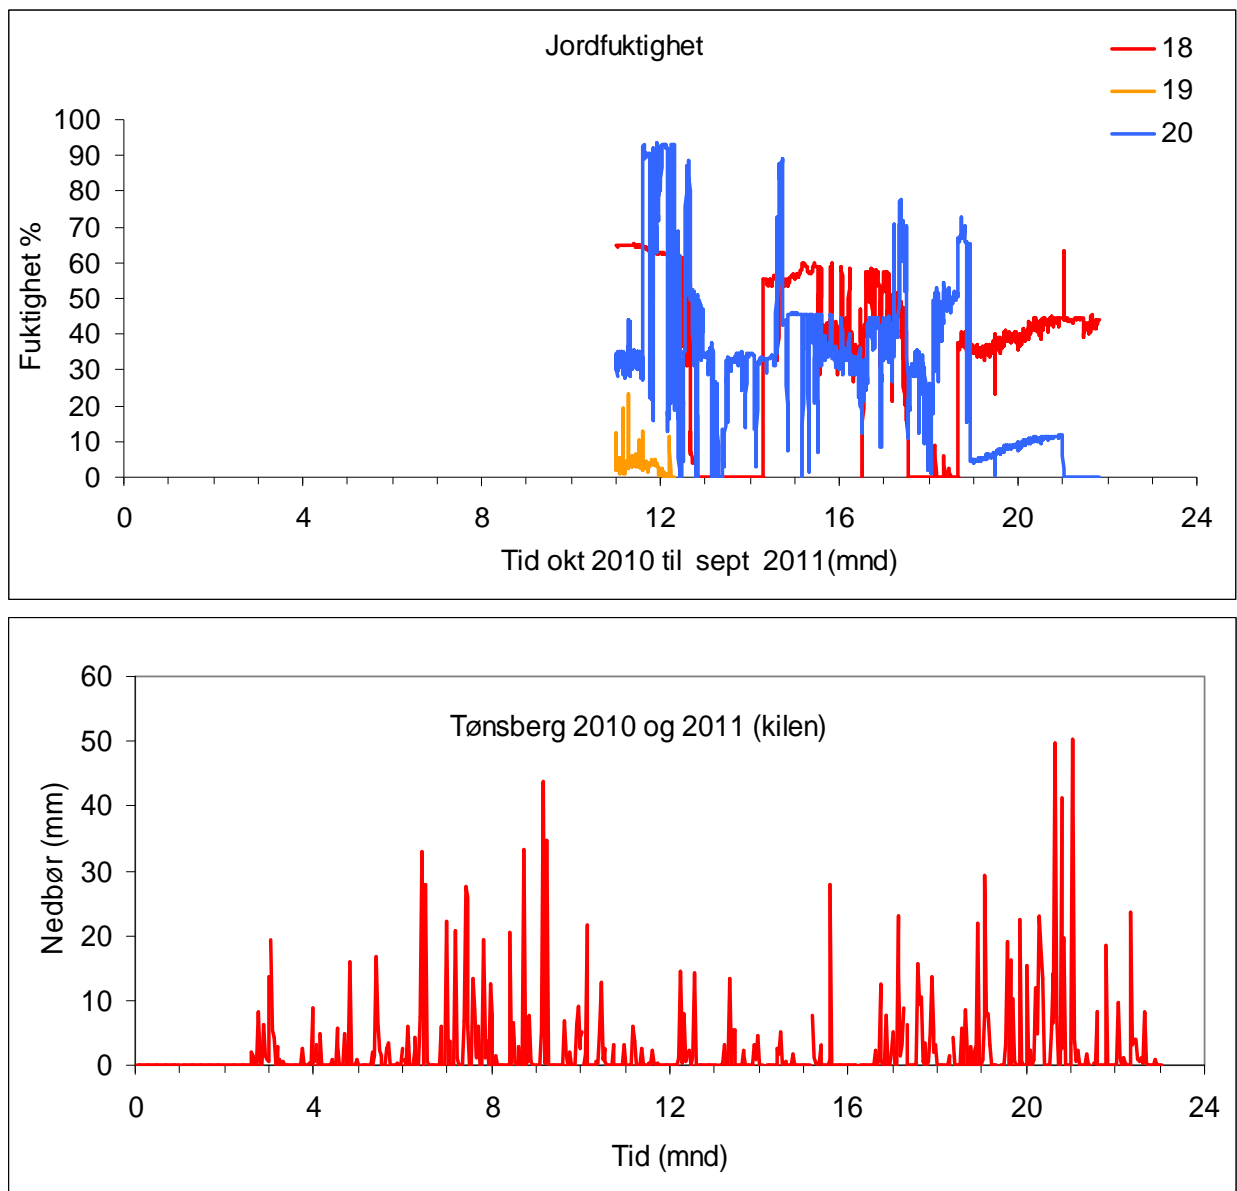 Jordfuktighet
18
19
20
Fuktighet %
100
90
80
70
60
50
40
30
20
10
0
0 4 8 12 16 20 24
Tid okt 2010 til sept 2011(mnd)
Tønsberg 2010 og 2011 (kilen)
Nedbør (mm)
60
50
40
30
20
10
0
0 4 8 12 16 20 24
Tid (mnd)